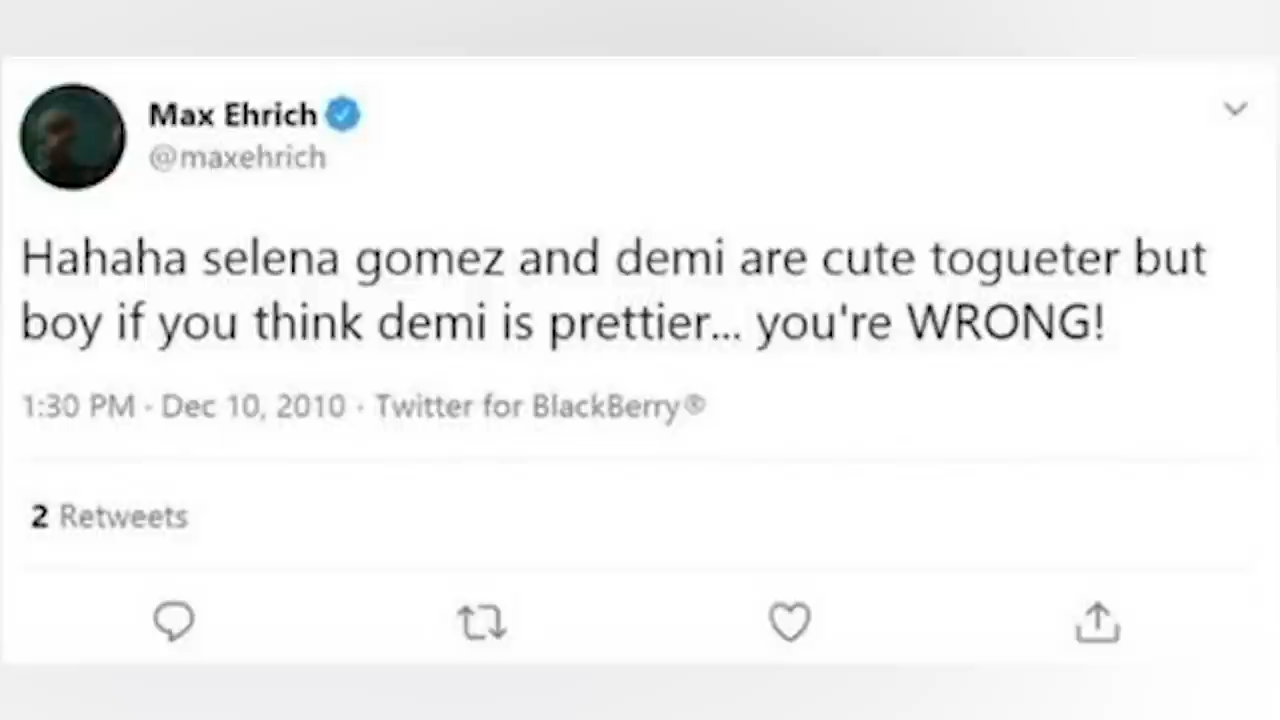 Max Ehrich
@maxehrich
Hahaha selena gomez and demi are cute togueter but
boy if you think demi is prettier... you're WRONG!
1:30 PM · Dec 10, 2010 · Twitter for BlackBerry®
2 Retweets